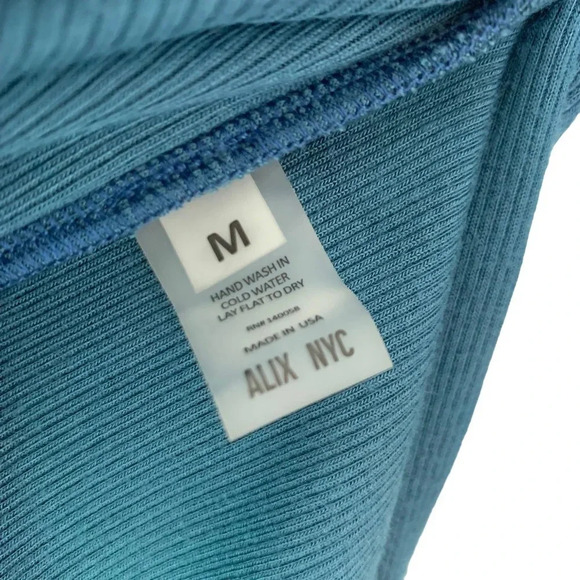 M
HAND WASH IN
COLD WATER
LAY FLAT TO DRY
RN# 140058
MADE IN USA
ALIX NYC